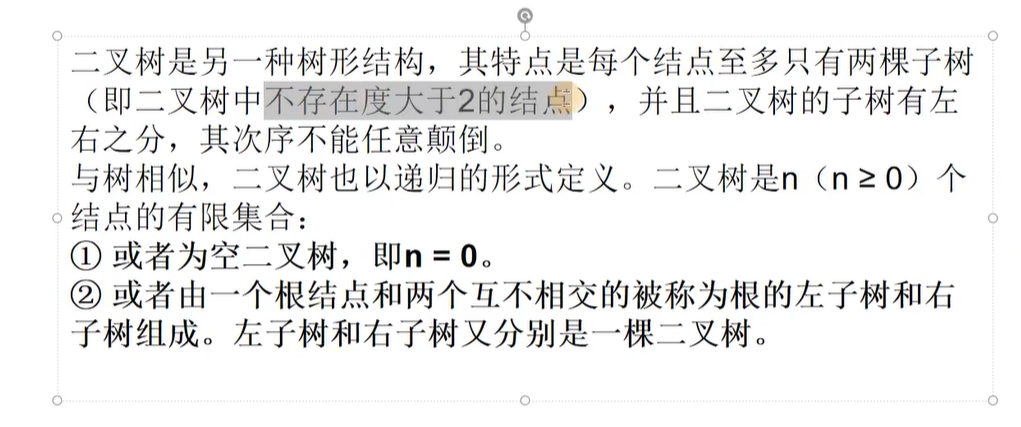 二叉树是另一种树形结构，其特点是每个结点至多只有两棵子树
（即二叉树中不存在度大于2的结点），并且二叉树的子树有左
右之分，其次序不能任意颠倒。
与树相似，二叉树也以递归的形式定义。二叉树是n（n ≥ 0）个
结点的有限集合：
① 或者为空二叉树，即n = 0。
② 或者由一个根结点和两个互不相交的被称为根的左子树和右
子树组成。左子树和右子树又分别是一棵二叉树。